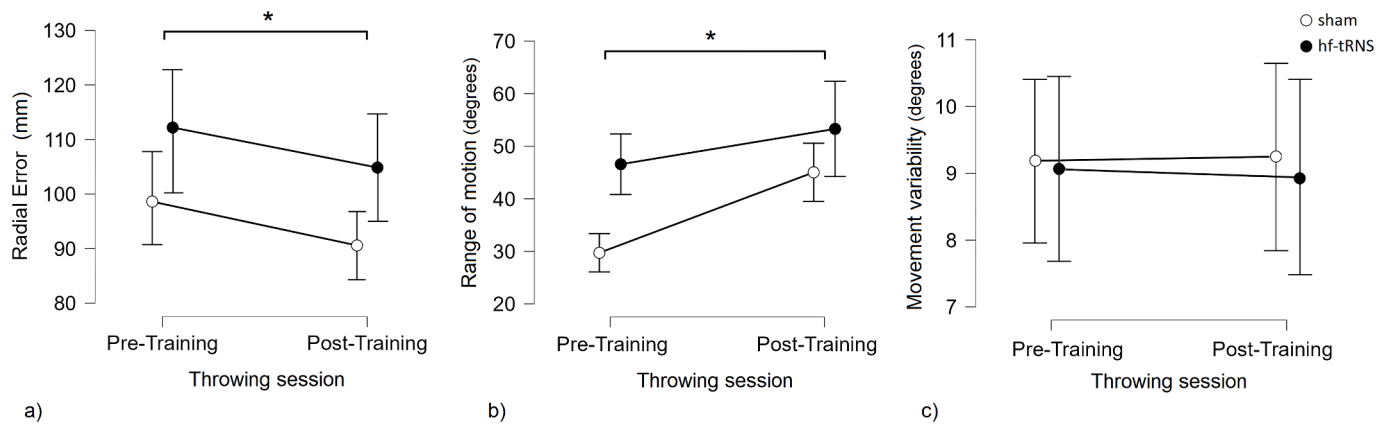 130
120
110
100
90
80
Radial Error (mm)
*
Pre-Training
Post-Training
Throwing session
a)
70
60
50
40
30
20
Range of motion (degrees)
*
Pre-Training
Post-Training
Throwing session
b)
sham
hf-tRNS
11
10
9
8
7
Movement variability (degrees)
Pre-Training
Post-Training
Throwing session
c)